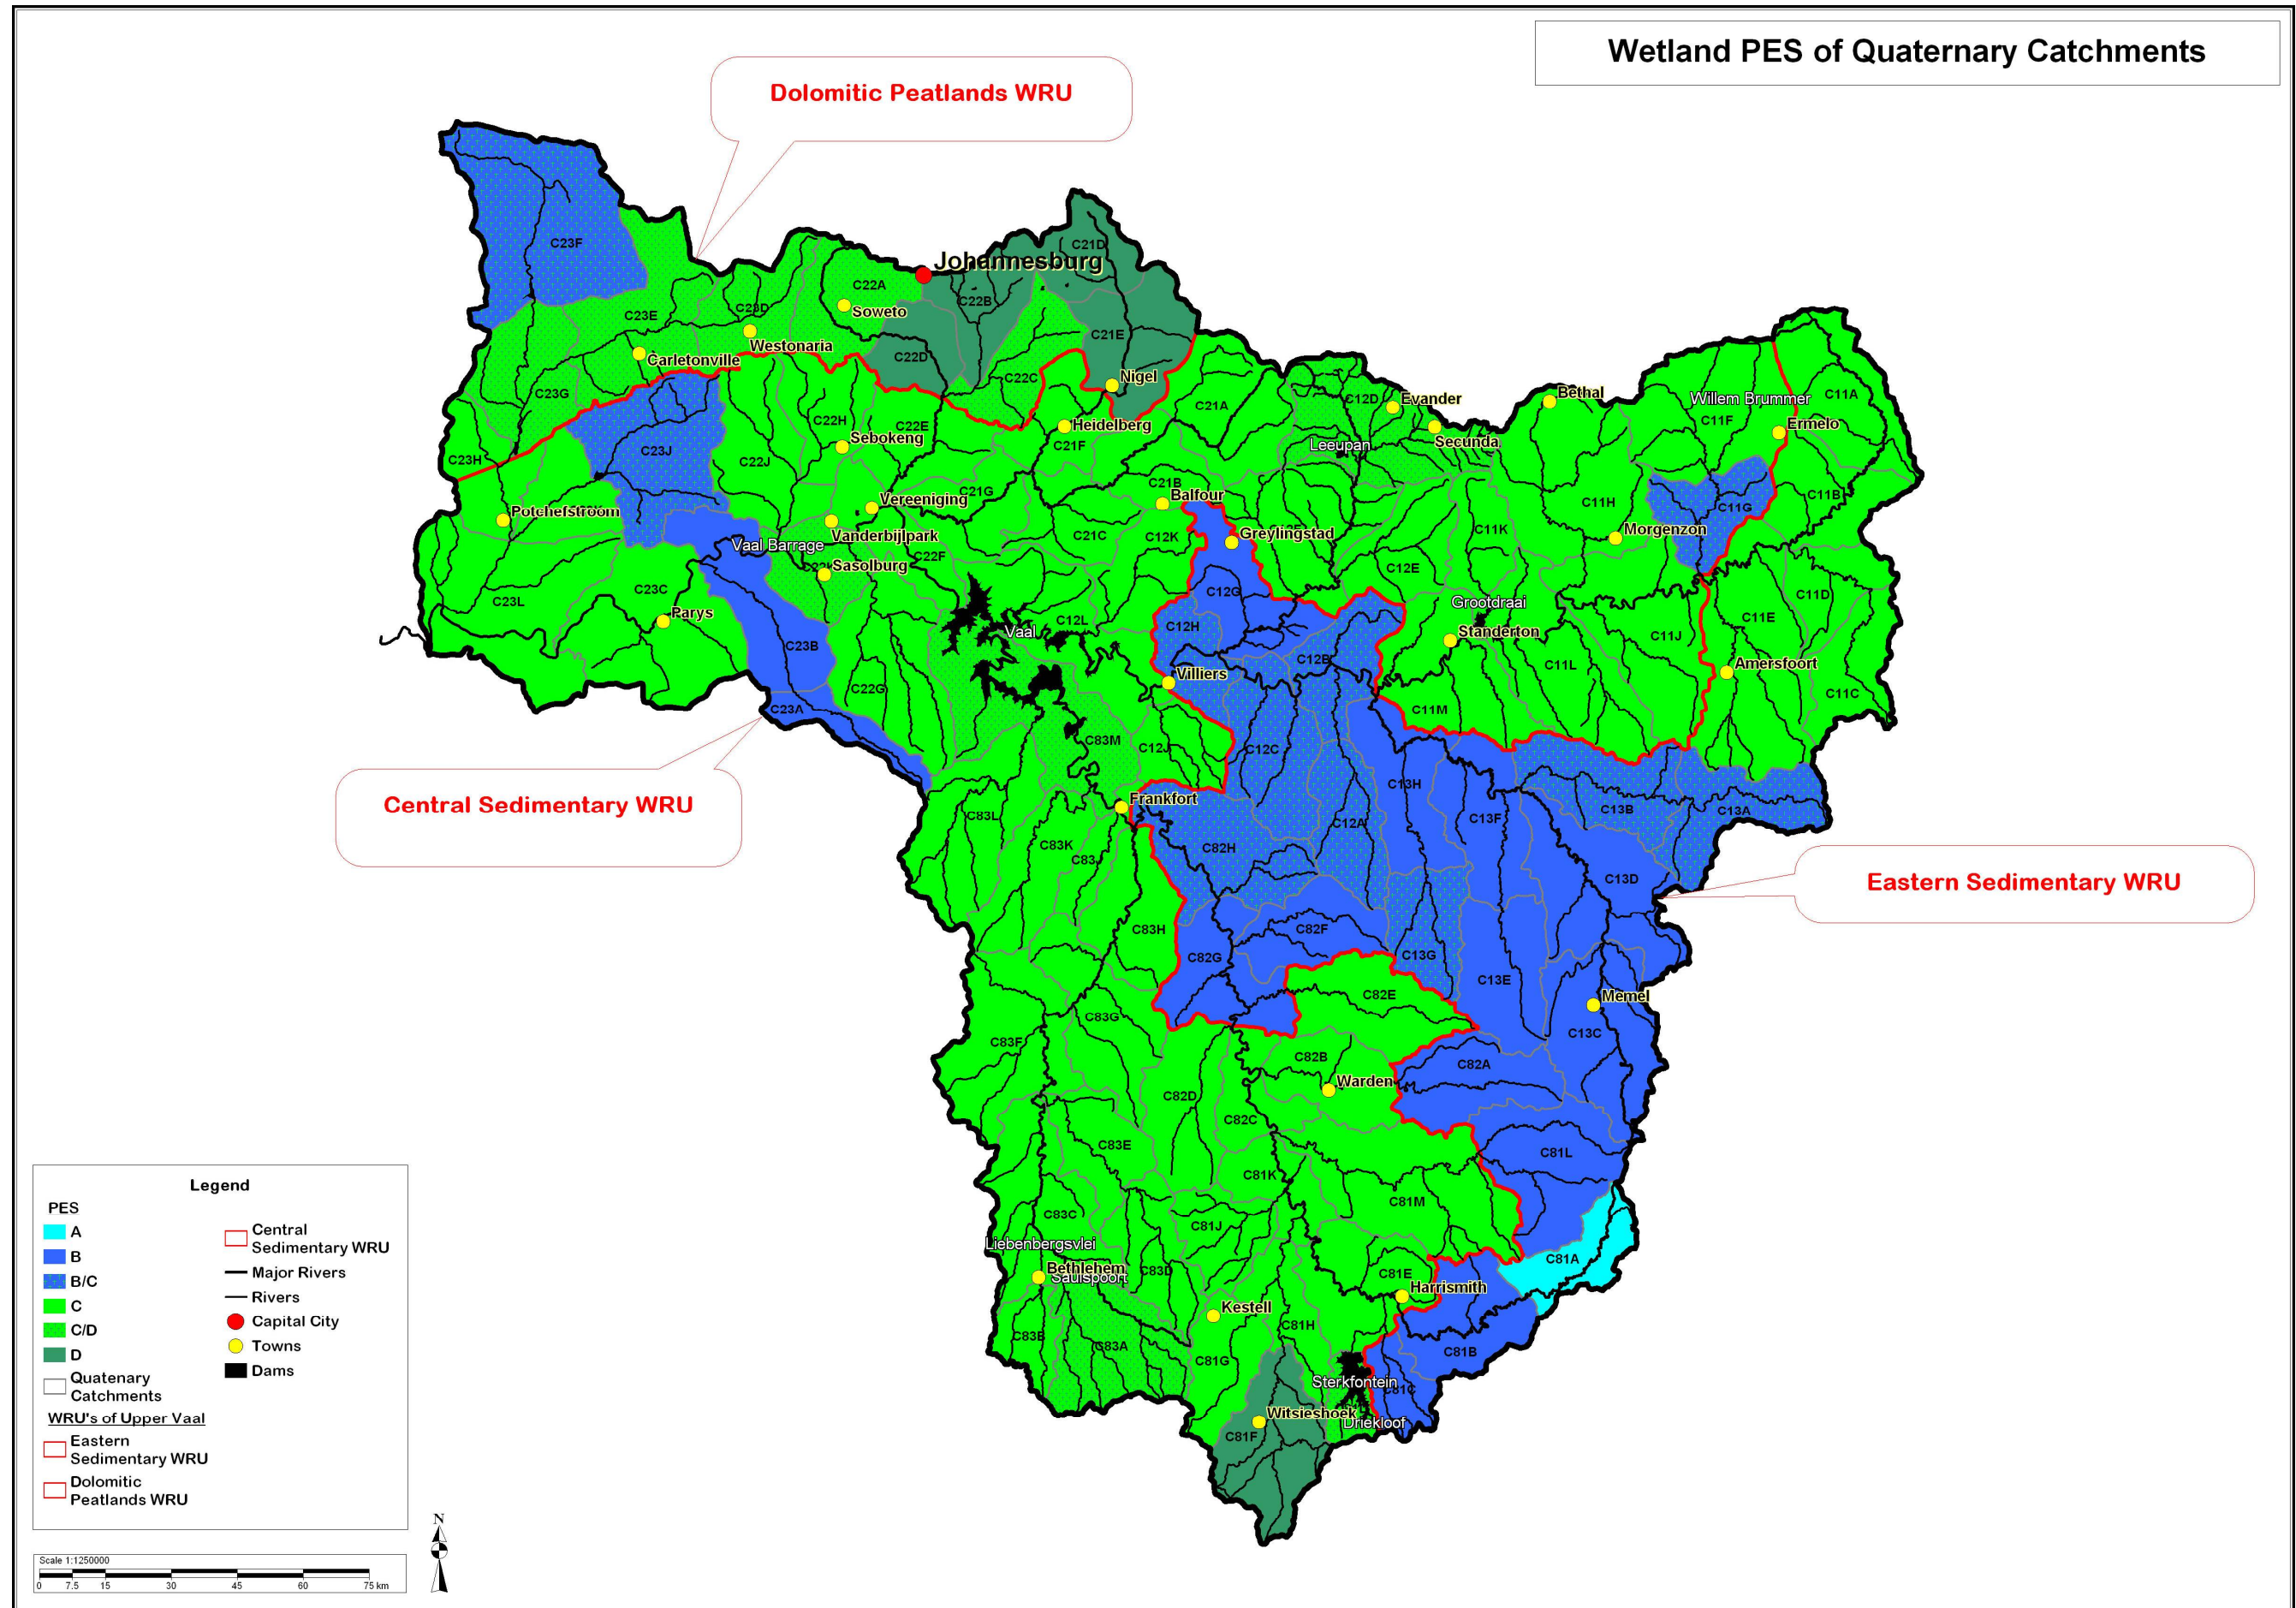 Wetland PES of Quaternary Catchments
Dolomitic Peatlands WRU
C23F
C21D
Johannesburg
C22A
C22B
C23E
C23D
Soweto
C21E
Westonaria
Carletonville
C22D
C22C
Nigel
C23G
C21A
C12D
Evander
Bethal
Willem Brummer
C11A
C11F
Ermelo
C22H
C22E
Heidelberg
Sebokeng
C21F
Leeupan
Secunda
C23H
C23J
C22J
C21G
C21B
Balfour
C11H
C11B
C11G
Vereeniging
Potchefstroom
Vanderbijlpark
Vaal Barrage
C21C
C12K
Greylingstad
C11K
Morgenzon
C22F
Sasolburg
C12E
C23L
C23C
C12G
C11D
Parys
C12L
C12H
Grootdraai
C11E
Vaal
Standerton
C11J
C23B
C12B
C11L
Amersfoort
Villiers
C22G
C11C
C23A
C11M
C83M
C12J
C12C
C13H
Central Sedimentary WRU
Frankfort
C83L
C12A
C13F
C13B
C13A
C83K
C83J
C82H
C13D
Eastern Sedimentary WRU
C83H
C82F
C82G
C13G
C13E
C82E
Memel
C83G
C13C
C83F
C82B
C82A
Warden
C82D
C82C
C83E
C81L
C81K
C81M
C83C
C81J
Liebenbergsvlei
C81A
Bethlehem
Saulspoort
C83D
C81E
Harrismith
Kestell
C81H
C83B
C83A
C81G
C81B
Sterkfontein
C81C
Witsieshoek
Driekloof
C81F
Legend
PES
A
B
B/C
C
C/D
D
Quatenary
Catchments
WRU's of Upper Vaal
Eastern
Sedimentary WRU
Dolomitic
Peatlands WRU
Central
Sedimentary WRU
Major Rivers
Rivers
Capital City
Towns
Dams
N
Scale 1:1250000
0 7.5 15 30 45 60 75 km